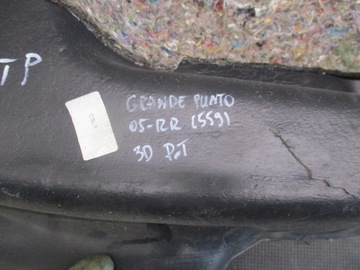 TP
GRANDE PUNTO
05-12R (559)
3D P.T